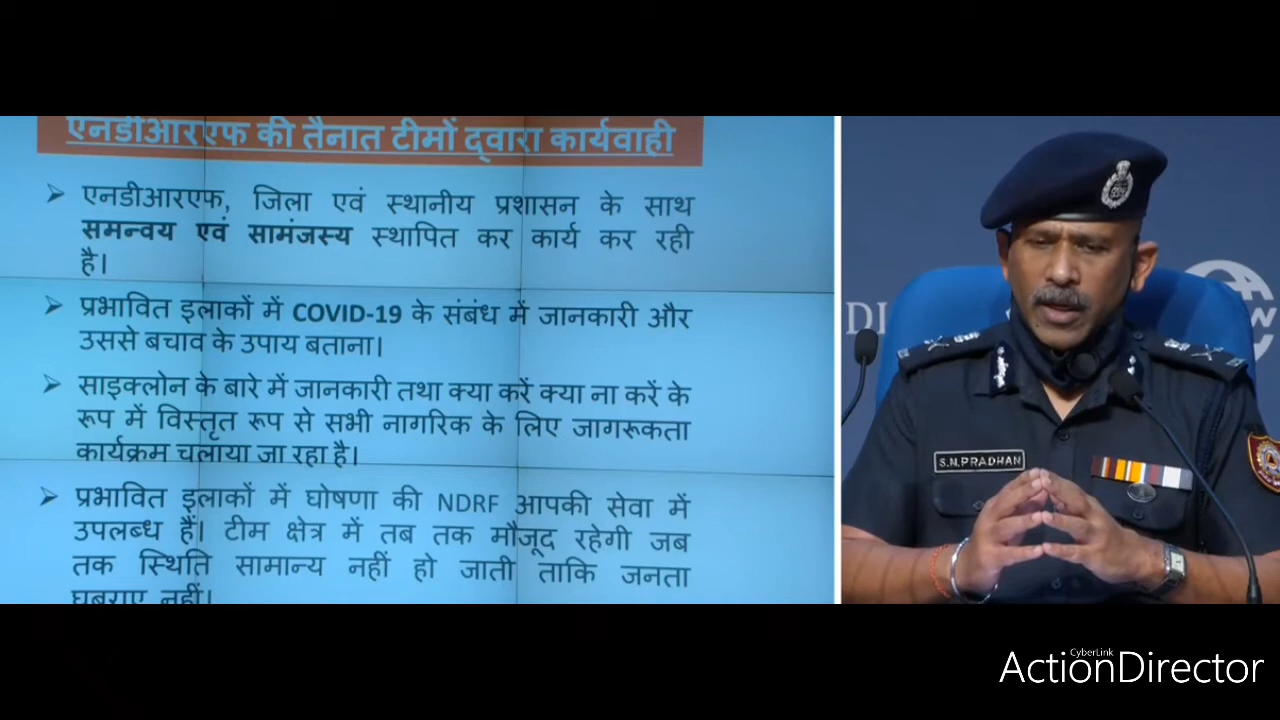 एनडीआरएफ की तैनात टीमों द्वारा कार्यवाही
➢ एनडीआरएफ, जिला एवं स्थानीय प्रशासन के साथ
समन्वय एवं सामंजस्य स्थापित कर कार्य कर रही
है।
➢ प्रभावित इलाकों में COVID-19 के संबंध में जानकारी और
उससे बचाव के उपाय बताना।
➢ साइक्लोन के बारे में जानकारी तथा क्या करें क्या ना करें के
रूप में विस्तृत रूप से सभी नागरिक के लिए जागरूकता
कार्यक्रम चलाया जा रहा है।
➢ प्रभावित इलाकों में घोषणा की NDRF आपकी सेवा में
उपलब्ध हैं। टीम क्षेत्र में तब तक मौजूद रहेगी जब
तक स्थिति सामान्य नहीं हो जाती ताकि जनता
घबराए नहीं।
S.N.PRADHAN
CyberLink
ActionDirector